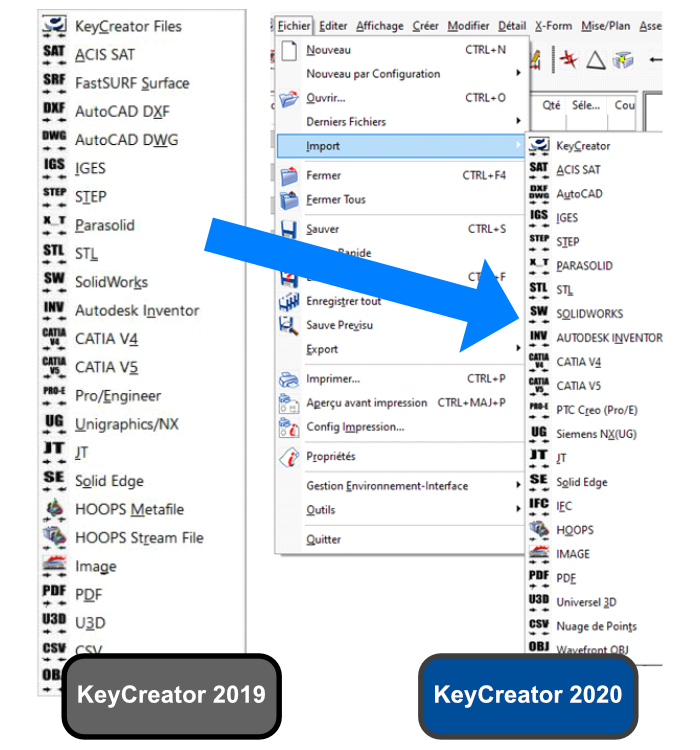 KeyCreator Files
SAT ACIS SAT
SRF FastSURF Surface
DXF AutoCAD DXF
DWG AutoCAD DWG
IGS IGES
STEP STEP
X_T Parasolid
STL STL
SW SolidWorks
INV Autodesk Inventor
CATIA V4 CATIA V4
CATIA V5 CATIA V5
PRO-E Pro/Engineer
UG Unigraphics/NX
JT JT
SE Solid Edge
HOOPS Metafile
HOOPS Stream File
Image
PDF PDF
U3D U3D
CSV CSV
KeyCreator 2019
Fichier Editer Affichage Créer Modifier Détail X-Form Mise/Plan Asse
Nouveau CTRL+N
Nouveau par Configuration
Ouvrir... CTRL+O
Derniers Fichiers
Import
Fermer CTRL+F4
Fermer Tous
Sauver CTRL+S
Enregistrer tout
Sauve Previsu
Export
Imprimer... CTRL+P
Aperçu avant impression CTRL+MAJ+P
Config Impression...
Propriétés
Gestion Environnement-Interface
Outils
Quitter
Qté Séle... Cou
KeyCreator
SAT ACIS SAT
DXF DWG AutoCAD
IGS IGES
STEP STEP
X_T PARASOLID
STL STL
SW SOLIDWORKS
INV AUTODESK INVENTOR
CATIA V4 CATIA V4
CATIA V5 CATIA V5
PRO-E PTC Creo (Pro/E)
UG Siemens NX(UG)
JT JT
SE Solid Edge
IFC IFC
HOOPS
IMAGE
PDF PDF
U3D Universel 3D
CSV Nuage de Points
OBJ Wavefront OBJ
KeyCreator 2020